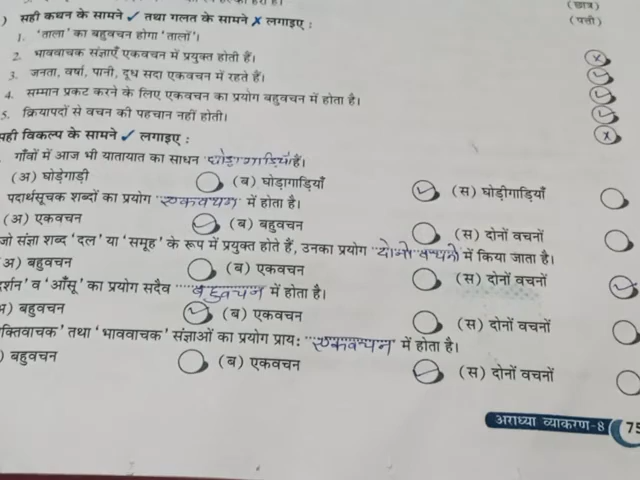 (छात्र)
) सही कथन के सामने ✓ तथा गलत के सामने ✗ लगाइए : (पत्ती)
1. 'ताला' का बहुवचन होगा 'तालों'। ✗
2. भाववाचक संज्ञाएँ एकवचन में प्रयुक्त होती हैं। ✓
3. जनता, वर्षा, पानी, दूध सदा एकवचन में रहते हैं। ✓
4. सम्मान प्रकट करने के लिए एकवचन का प्रयोग बहुवचन में होता है। ✓
5. क्रियापदों से वचन की पहचान नहीं होती। ✗
सही विकल्प के सामने ✓ लगाइए :
. गाँवों में आज भी यातायात का साधन घोड़ागाड़ियाँ हैं।
(अ) घोड़ेगाड़ी (ब) घोड़ागाड़ियाँ ✓ (स) घोड़ीगाड़ियाँ
पदार्थसूचक शब्दों का प्रयोग एकवचन में होता है।
(अ) एकवचन ✓ (ब) बहुवचन (स) दोनों वचनों
जो संज्ञा शब्द 'दल' या 'समूह' के रूप में प्रयुक्त होते हैं, उनका प्रयोग दोनों वचनों में किया जाता है।
अ) बहुवचन (ब) एकवचन (स) दोनों वचनों ✓
दर्शन' व 'आँसू' का प्रयोग सदैव बहुवचन में होता है।
अ) बहुवचन ✓ (ब) एकवचन (स) दोनों वचनों
क्तिवाचक' तथा 'भाववाचक' संज्ञाओं का प्रयोग प्राय: एकवचन में होता है।
) बहुवचन (ब) एकवचन ✓ (स) दोनों वचनों
अराध्या व्याकरण-8 75